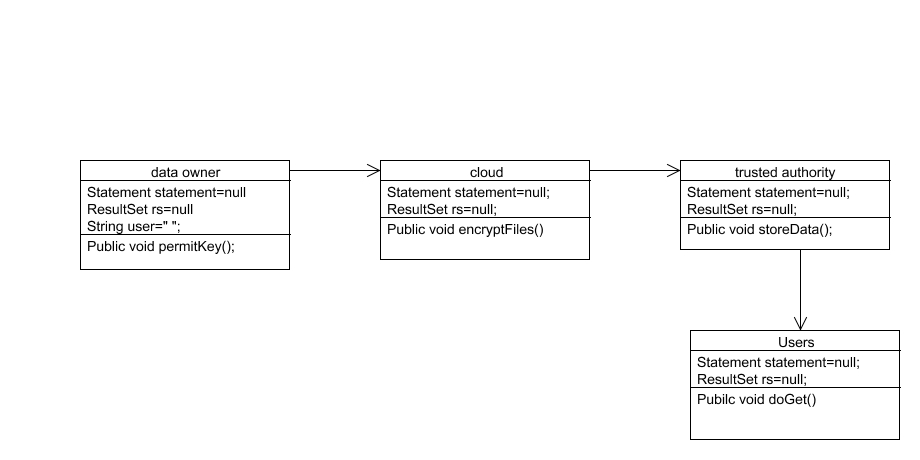 data owner
Statement statement=null
ResultSet rs=null
String user=" ";
Public void permitKey();
cloud
Statement statement=null;
ResultSet rs=null;
Public void encryptFiles()
trusted authority
Statement statement=null;
ResultSet rs=null;
Public void storeData();
Users
Statement statement=null;
ResultSet rs=null;
Pubilc void doGet()